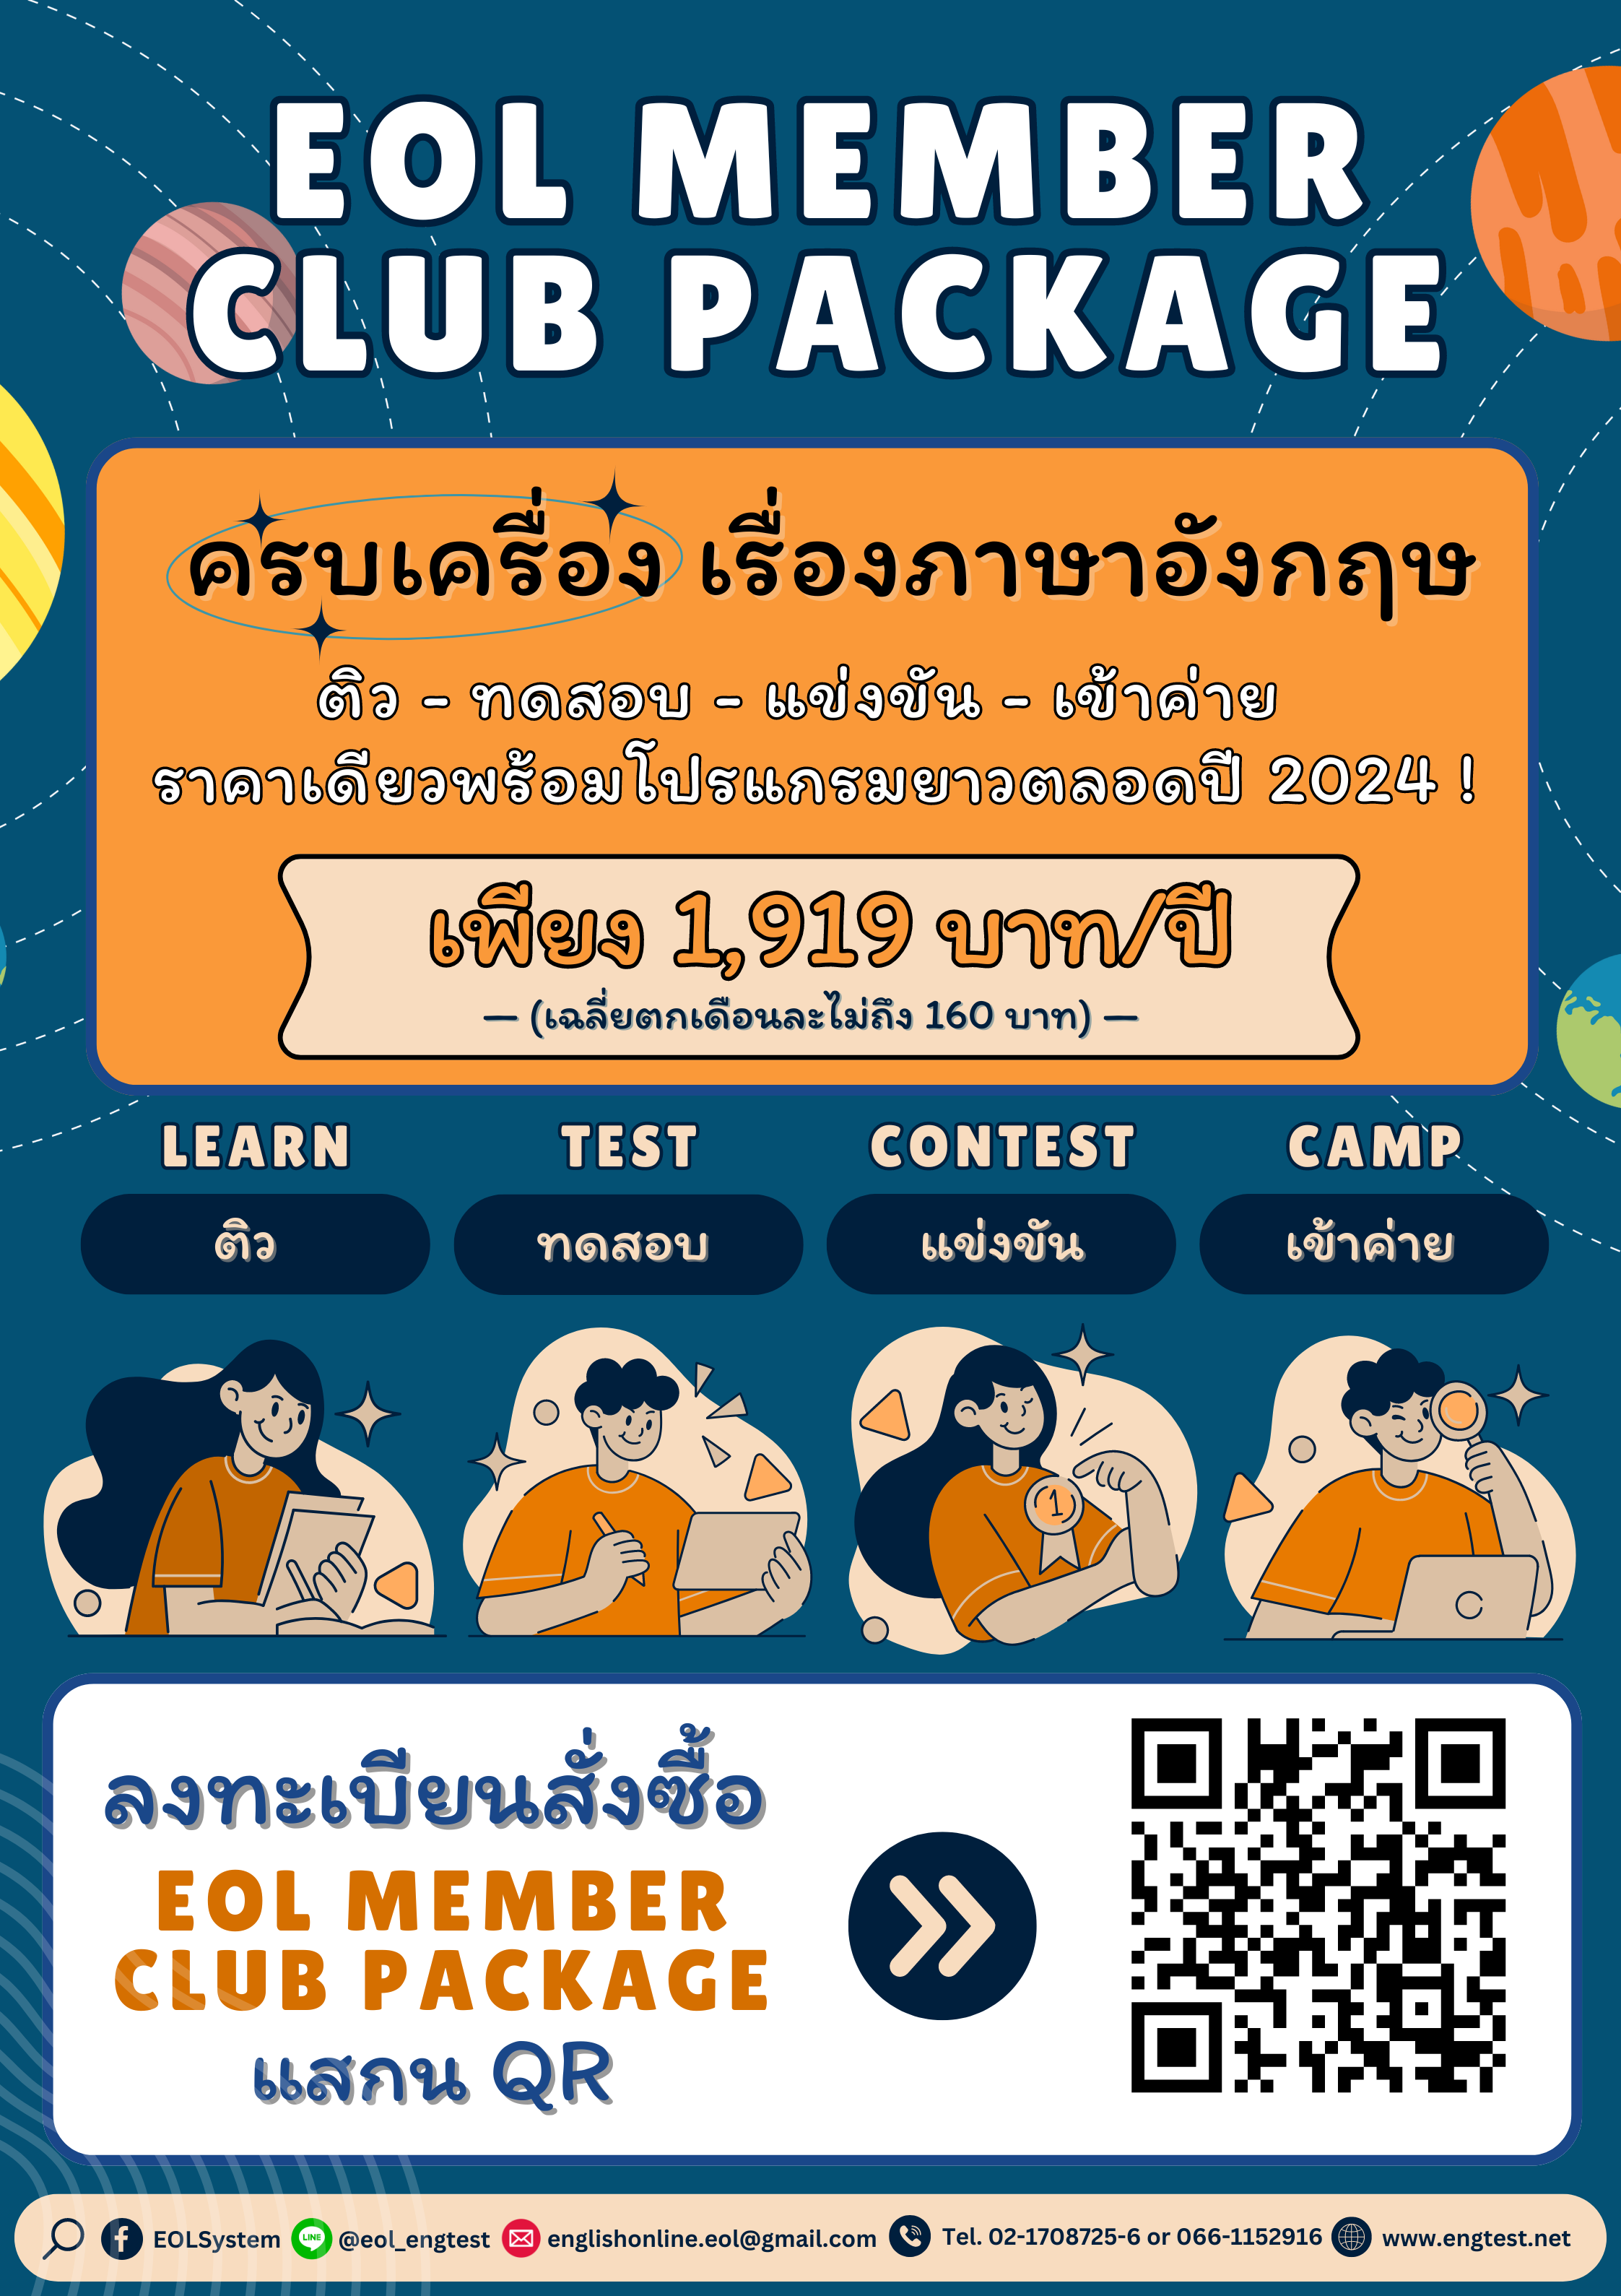 EOL MEMBER
CLUB PACKAGE
ครบเครื่อง เรื่องภาษาอังกฤษ
ติว - ทดสอบ - แข่งขัน - เข้าค่าย
ราคาเดียวพร้อมโปรแกรมยาวตลอดปี 2024 !
เพียง 1,919 บาท/ปี
— (เฉลี่ยตกเดือนละไม่ถึง 160 บาท) —
LEARN TEST CONTEST CAMP
ติว ทดสอบ แข่งขัน เข้าค่าย
1
ลงทะเบียนสั่งซื้อ
EOL MEMBER
CLUB PACKAGE
แสกน QR
EOLSystem LINE @eol_engtest englishonline.eol@gmail.com Tel. 02-1708725-6 or 066-1152916 www.engtest.net